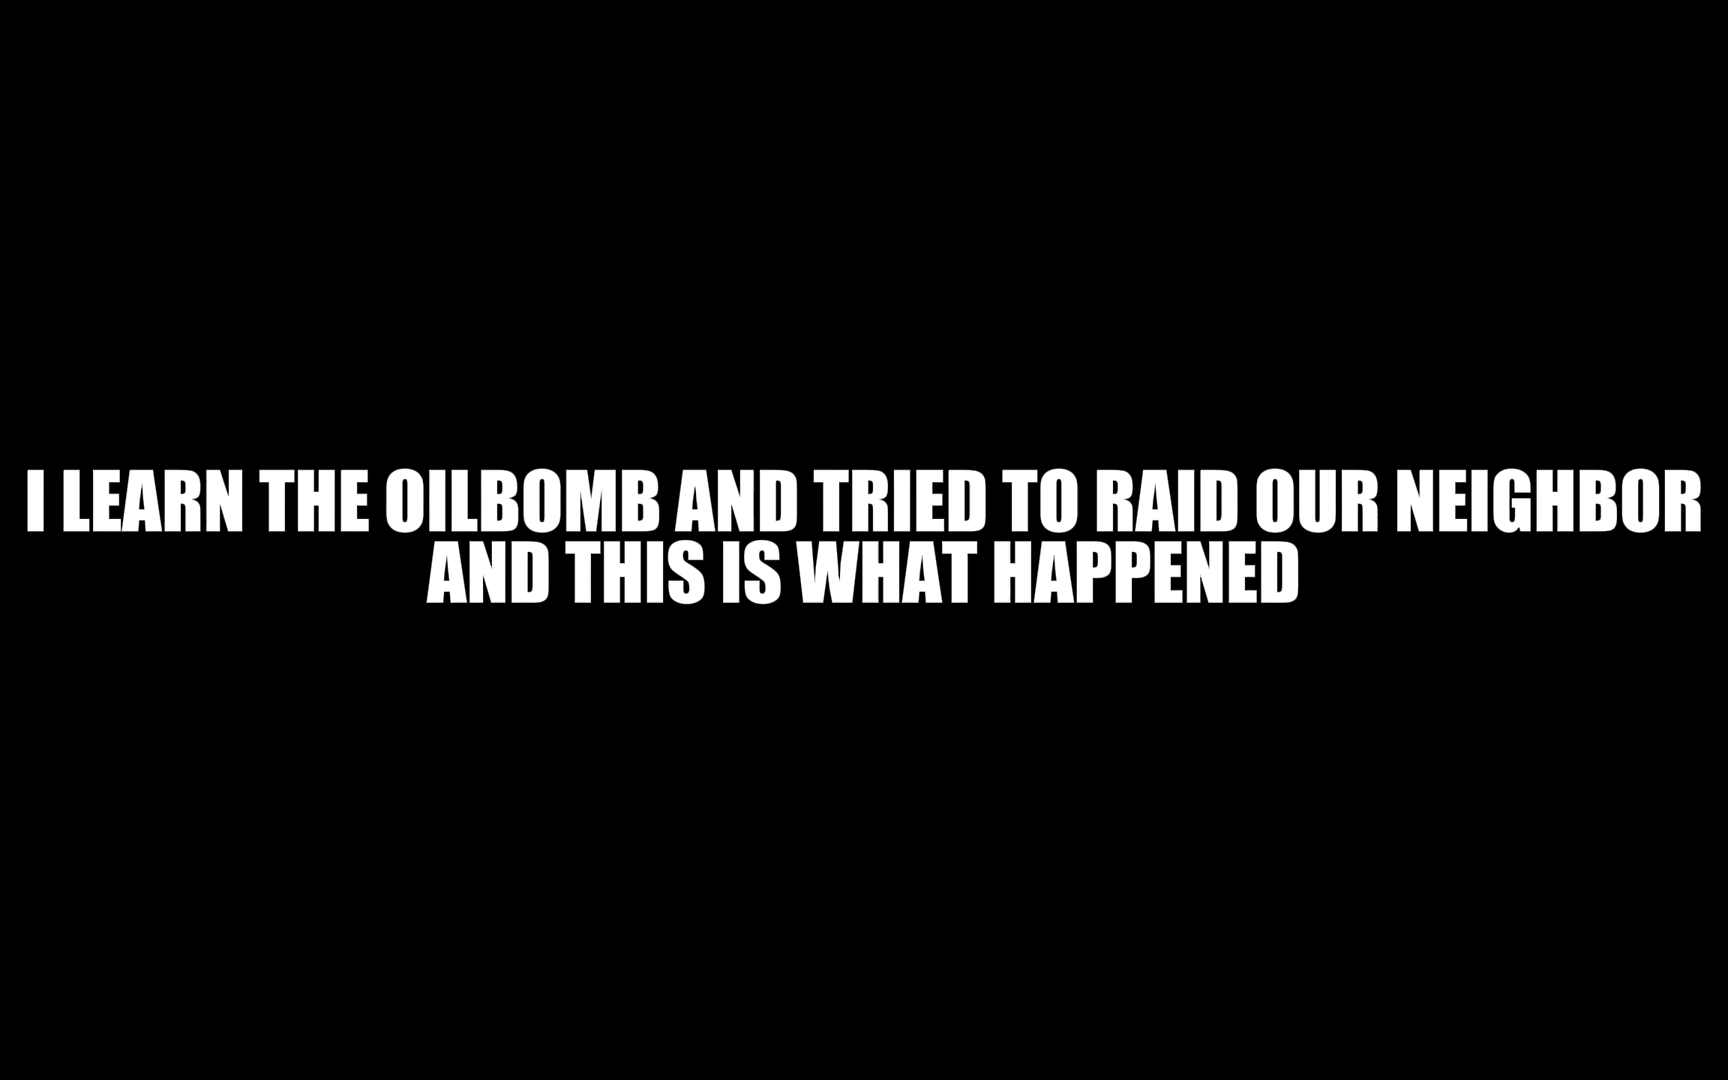 I LEARN THE OILBOMB AND TRIED TO RAID OUR NEIGHBOR
AND THIS IS WHAT HAPPENED